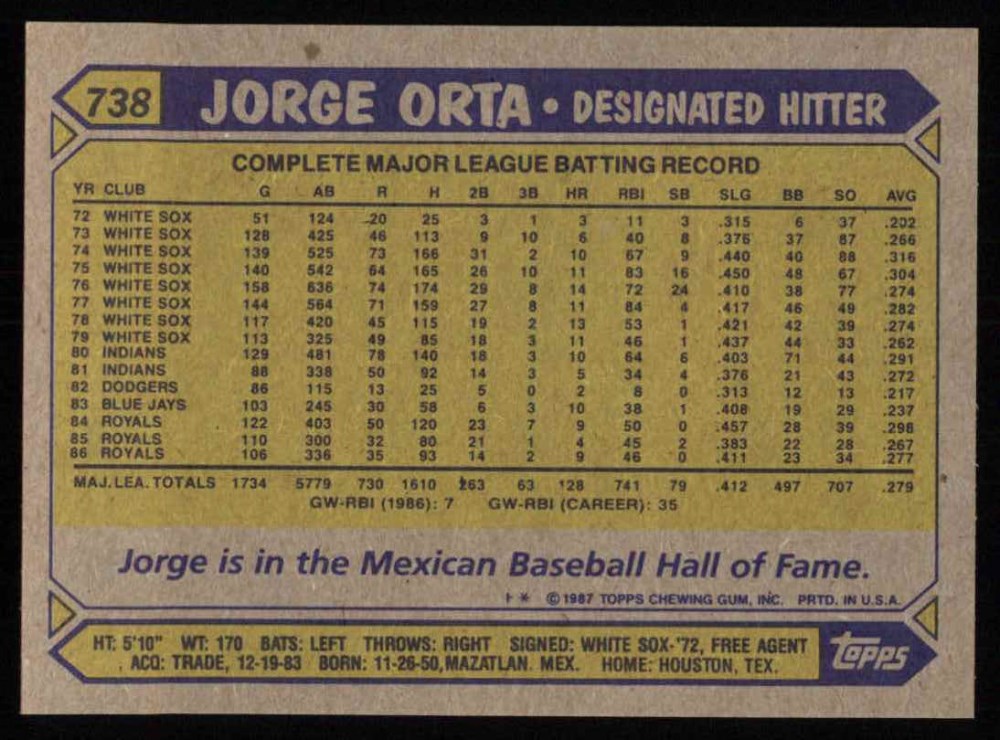 738 JORGE ORTA • DESIGNATED HITTER
COMPLETE MAJOR LEAGUE BATTING RECORD
YR CLUB G AB R H 2B 3B HR RBI SB SLG BB SO AVG
72 WHITE SOX 51 124 20 25 3 1 3 11 3 .315 6 37 .202
73 WHITE SOX 128 425 46 113 9 10 6 40 8 .376 37 87 .266
74 WHITE SOX 139 525 73 166 31 2 10 67 9 .440 40 88 .316
75 WHITE SOX 140 542 64 165 26 10 11 83 16 .450 48 67 .304
76 WHITE SOX 158 636 74 174 29 8 14 72 24 .410 38 77 .274
77 WHITE SOX 144 564 71 159 27 8 11 84 4 .417 46 49 .282
78 WHITE SOX 117 420 45 115 19 2 13 53 1 .421 42 39 .274
79 WHITE SOX 113 325 49 85 18 3 11 46 1 .437 44 33 .262
80 INDIANS 129 481 78 140 18 3 10 64 6 .403 71 44 .291
81 INDIANS 88 338 50 92 14 3 5 34 4 .376 21 43 .272
82 DODGERS 86 115 13 25 5 0 2 8 0 .313 12 13 .217
83 BLUE JAYS 103 245 30 58 6 3 10 38 1 .408 19 29 .237
84 ROYALS 122 403 50 120 23 7 9 50 0 .457 28 39 .298
85 ROYALS 110 300 32 80 21 1 4 45 2 .383 22 28 .267
86 ROYALS 106 336 35 93 14 2 9 46 0 .411 23 34 .277
MAJ. LEA. TOTALS 1734 5779 730 1610 263 63 128 741 79 .412 497 707 .279
GW-RBI (1986): 7 GW-RBI (CAREER): 35
Jorge is in the Mexican Baseball Hall of Fame.
* © 1987 TOPPS CHEWING GUM, INC. PRTD. IN U.S.A.
HT: 5'10" WT: 170 BATS: LEFT THROWS: RIGHT SIGNED: WHITE SOX-'72, FREE AGENT
ACQ: TRADE, 12-19-83 BORN: 11-26-50, MAZATLAN. MEX. HOME: HOUSTON, TEX.
Topps